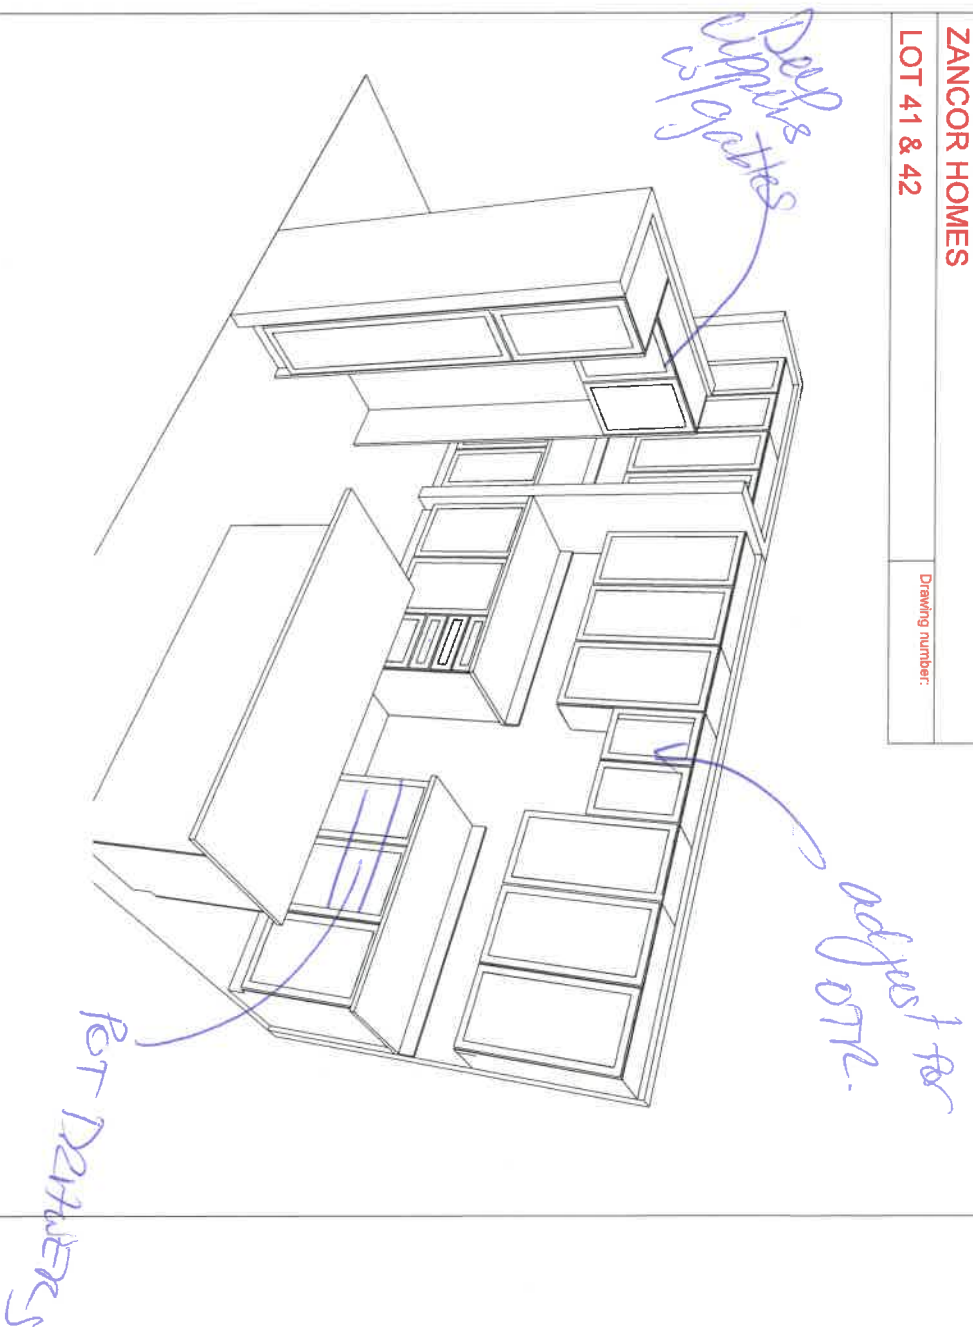 ZANCOR HOMES
LOT 41 & 42
Drawing number:
Deep
uppers
w/gables
adjust for
OTR.
POT DRAWERS